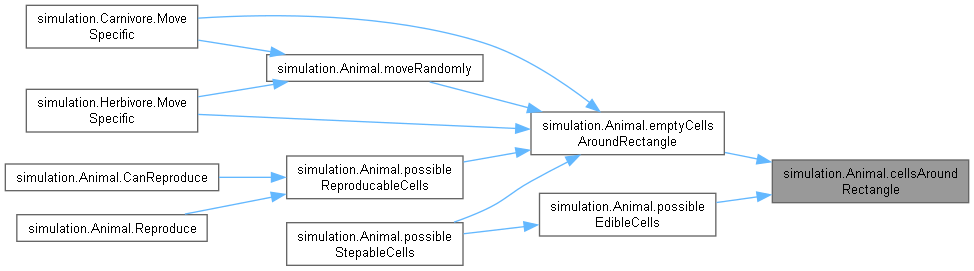 simulation.Carnivore.Move
Specific
simulation.Animal.moveRandomly
simulation.Herbivore.Move
Specific
simulation.Animal.emptyCells
AroundRectangle
simulation.Animal.cellsAround
Rectangle
simulation.Animal.CanReproduce
simulation.Animal.possible
ReproducableCells
simulation.Animal.Reproduce
simulation.Animal.possible
EdibleCells
simulation.Animal.possible
StepableCells